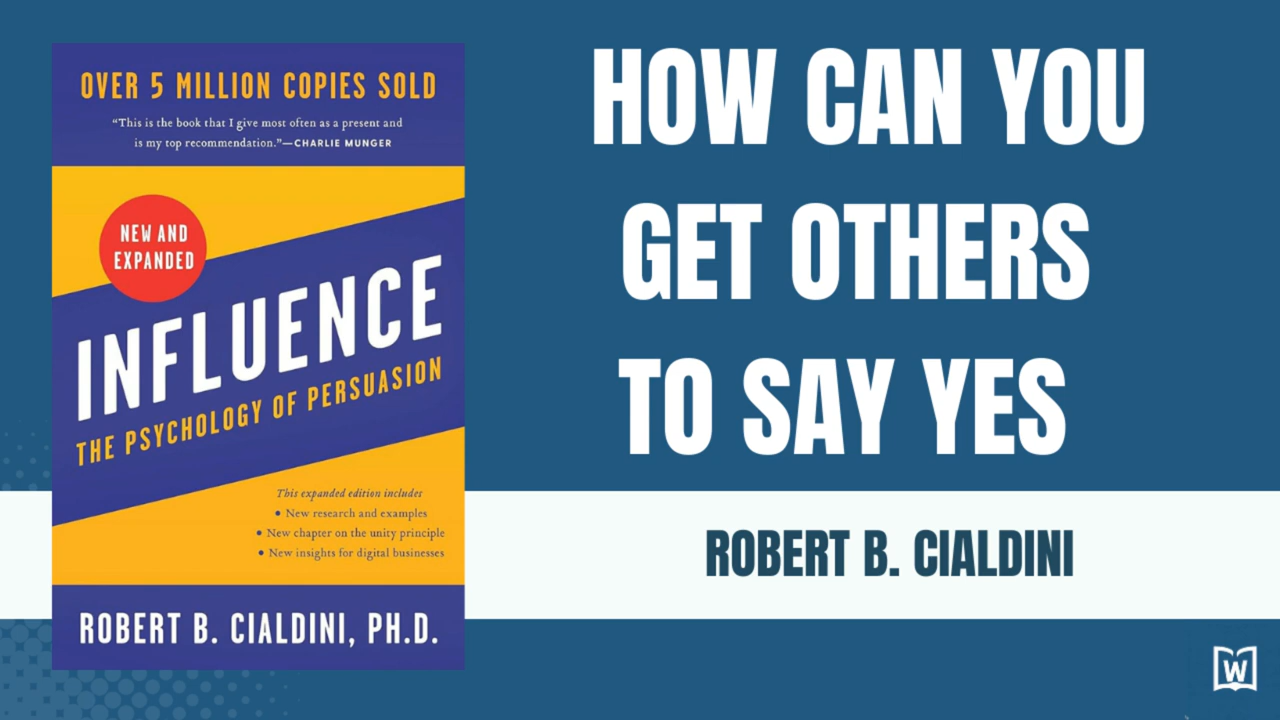 OVER 5 MILLION COPIES SOLD
“This is the book that I give most often as a present and
is my top recommendation.”—CHARLIE MUNGER
NEW AND
EXPANDED
INFLUENCE
THE PSYCHOLOGY OF PERSUASION
This expanded edition includes
• New research and examples
• New chapter on the unity principle
• New insights for digital businesses
ROBERT B. CIALDINI, PH.D.
HOW CAN YOU
GET OTHERS
TO SAY YES
ROBERT B. CIALDINI
W